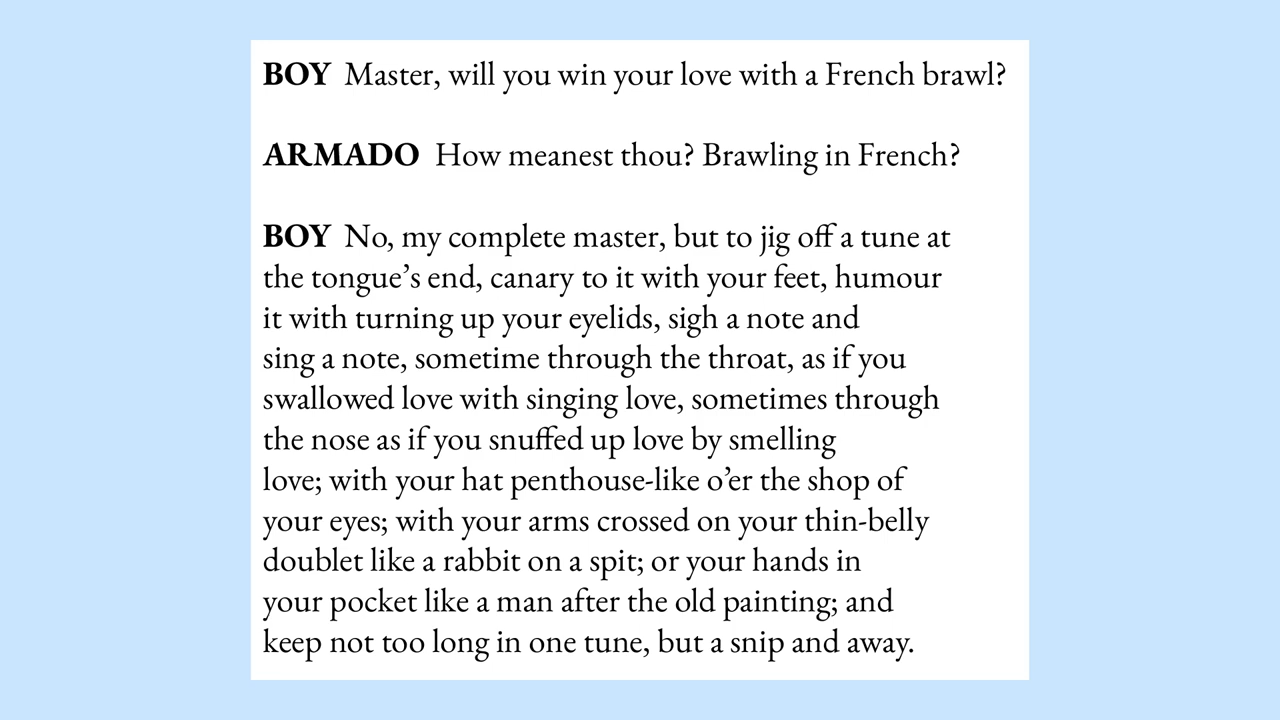 BOY Master, will you win your love with a French brawl?
ARMADO How meanest thou? Brawling in French?
BOY No, my complete master, but to jig off a tune at
the tongue’s end, canary to it with your feet, humour
it with turning up your eyelids, sigh a note and
sing a note, sometime through the throat, as if you
swallowed love with singing love, sometimes through
the nose as if you snuffed up love by smelling
love; with your hat penthouse-like o’er the shop of
your eyes; with your arms crossed on your thin-belly
doublet like a rabbit on a spit; or your hands in
your pocket like a man after the old painting; and
keep not too long in one tune, but a snip and away.